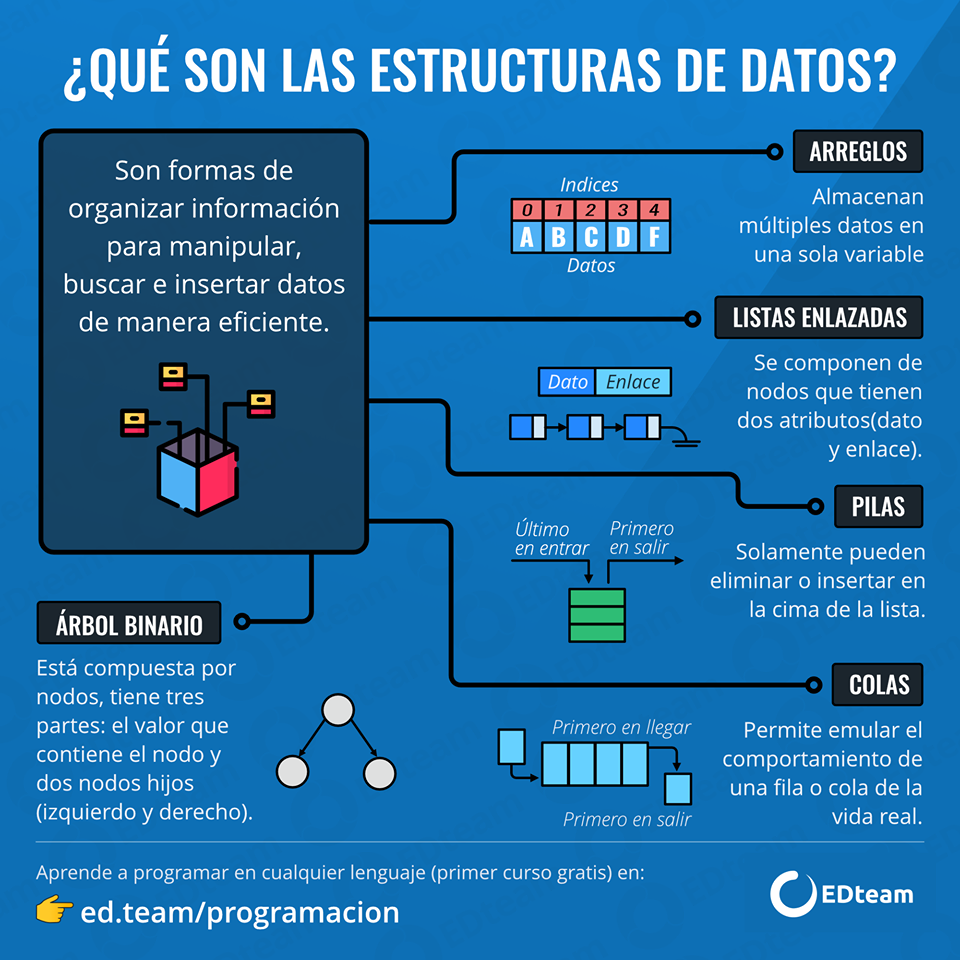 ¿QUÉ SON LAS ESTRUCTURAS DE DATOS?
Son formas de
organizar información
para manipular,
buscar e insertar datos
de manera eficiente.
ARREGLOS
Almacenan
múltiples datos en
una sola variable
Indices
0 1 2 3 4
A B C D F
Datos
LISTAS ENLAZADAS
Se componen de
nodos que tienen
dos atributos(dato
y enlace).
Dato Enlace
PILAS
Solamente pueden
eliminar o insertar en
la cima de la lista.
Último
en entrar
Primero
en salir
COLAS
Permite emular el
comportamiento de
una fila o cola de la
vida real.
Primero en llegar
Primero en salir
ÁRBOL BINARIO
Está compuesta por
nodos, tiene tres
partes: el valor que
contiene el nodo y
dos nodos hijos
(izquierdo y derecho).
Aprende a programar en cualquier lenguaje (primer curso gratis) en:
ed.team/programacion
EDteam